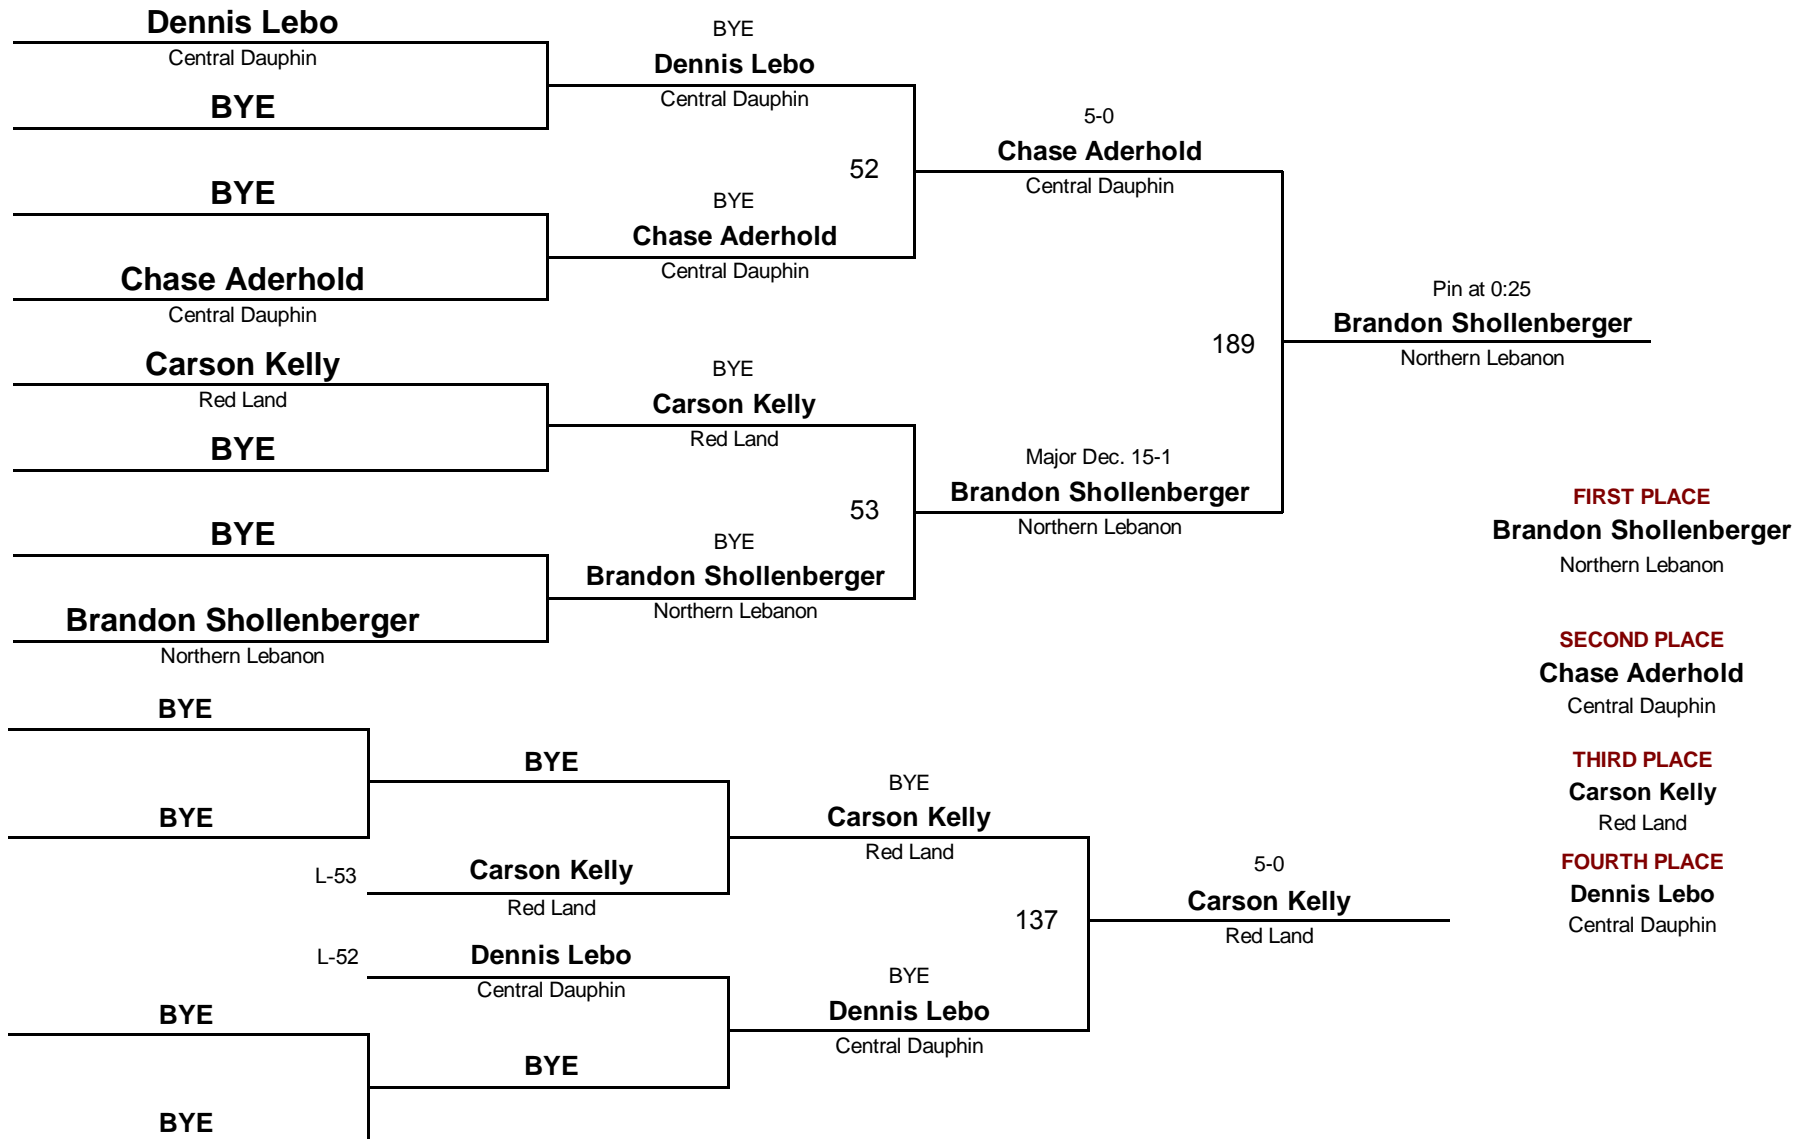 Dennis Lebo
Central Dauphin
BYE
BYE
Chase Aderhold
Central Dauphin
Carson Kelly
Red Land
BYE
BYE
Brandon Shollenberger
Northern Lebanon
BYE
Dennis Lebo
Central Dauphin
52
BYE
Chase Aderhold
Central Dauphin
BYE
Carson Kelly
Red Land
53
BYE
Brandon Shollenberger
Northern Lebanon
5-0
Chase Aderhold
Central Dauphin
189
Major Dec. 15-1
Brandon Shollenberger
Northern Lebanon
Pin at 0:25
Brandon Shollenberger
Northern Lebanon
FIRST PLACE
Brandon Shollenberger
Northern Lebanon
SECOND PLACE
Chase Aderhold
Central Dauphin
THIRD PLACE
Carson Kelly
Red Land
FOURTH PLACE
Dennis Lebo
Central Dauphin
BYE
BYE
BYE
L-53
Carson Kelly
Red Land
L-52
Dennis Lebo
Central Dauphin
BYE
BYE
BYE
BYE
Carson Kelly
Red Land
137
BYE
Dennis Lebo
Central Dauphin
5-0
Carson Kelly
Red Land